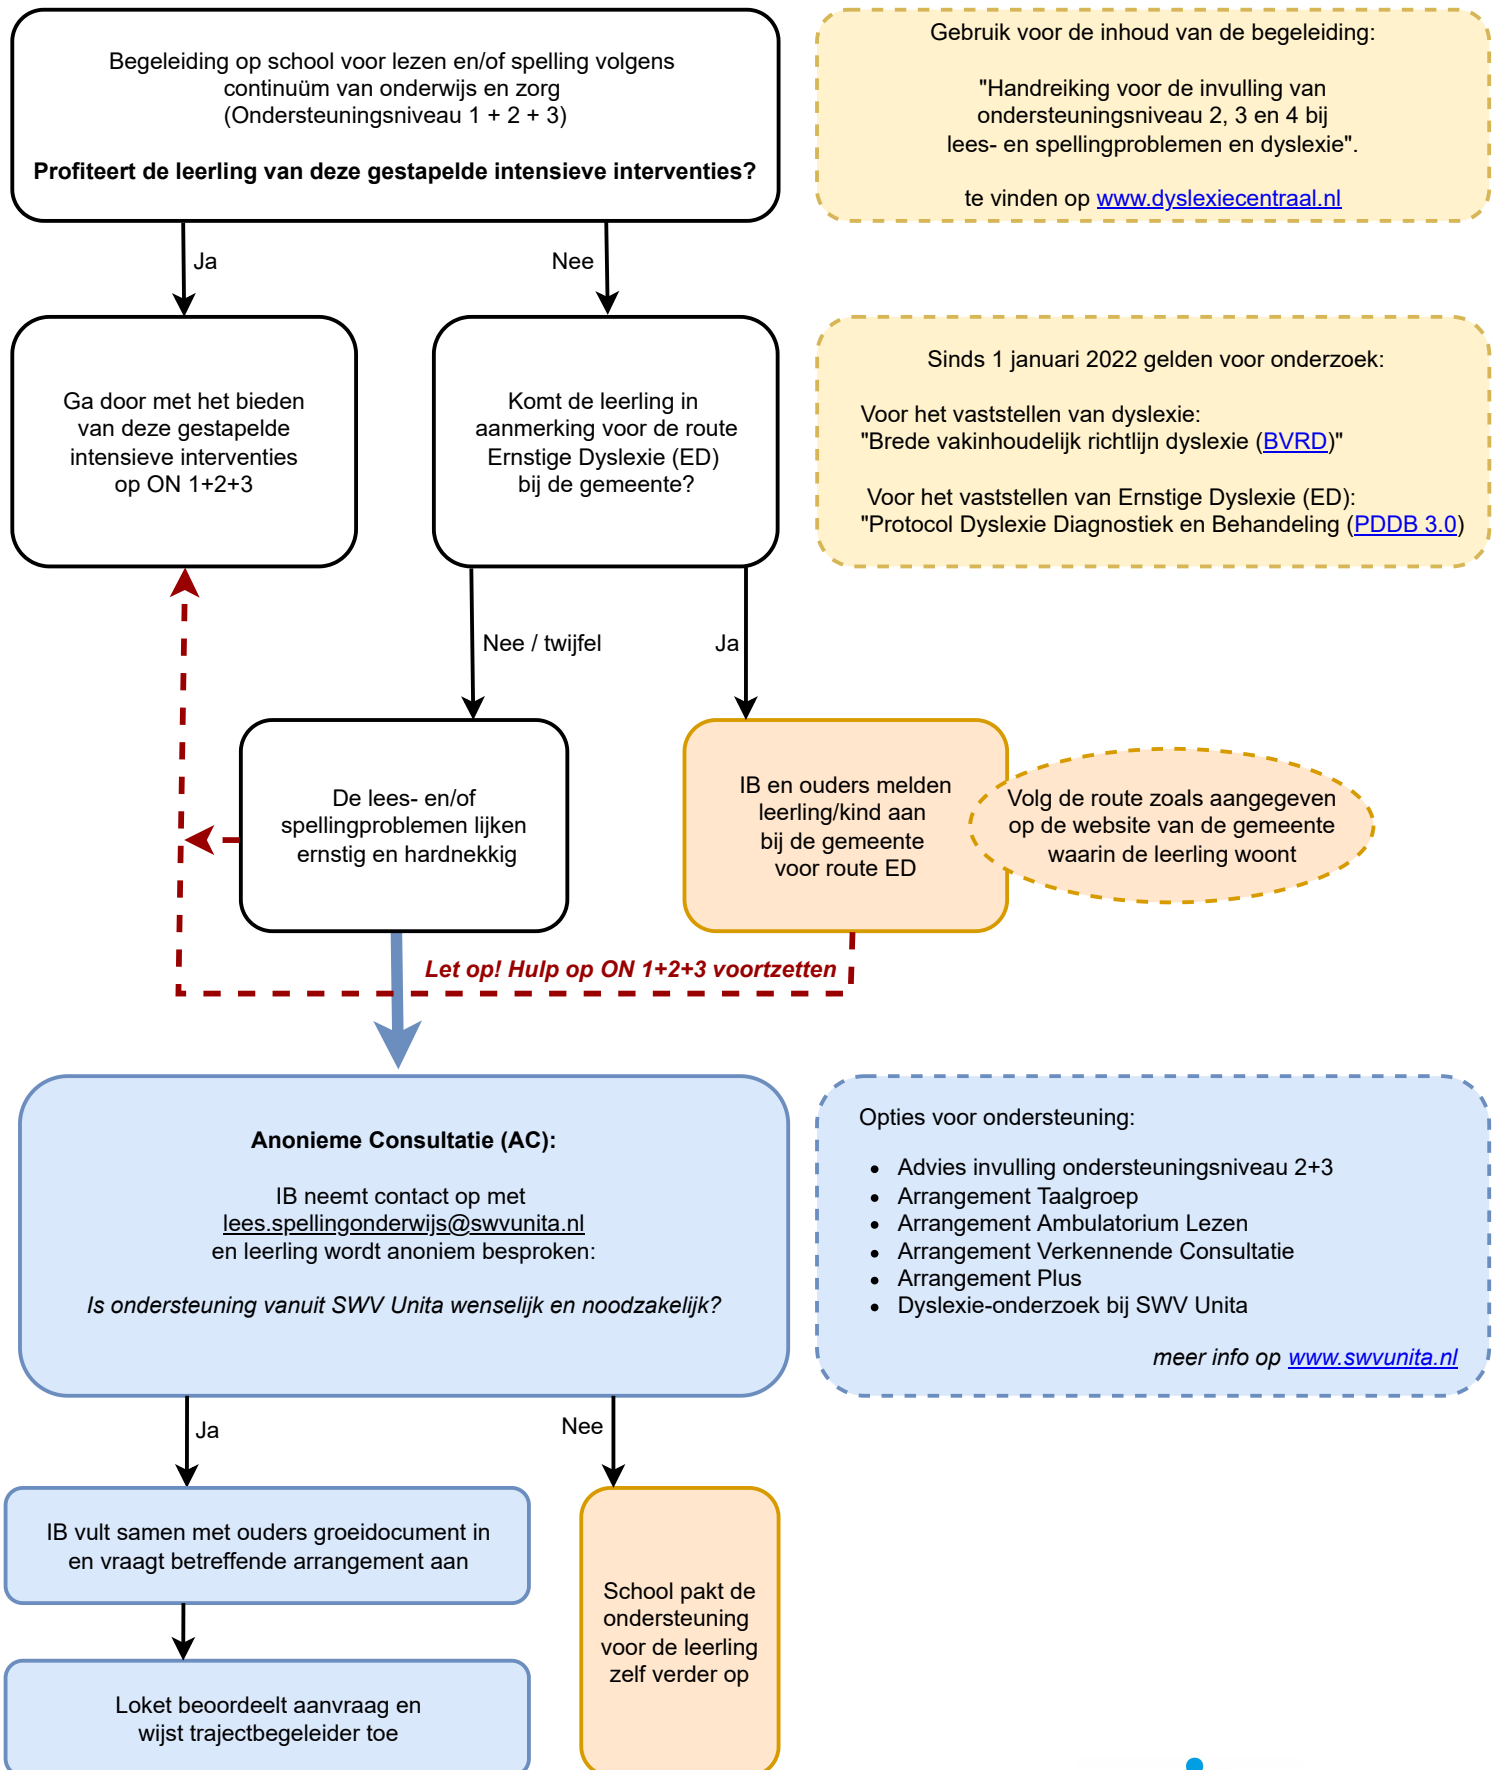 Begeleiding op school voor lezen en/of spelling volgens
continuüm van onderwijs en zorg
(Ondersteuningsniveau 1 + 2 + 3)
Profiteert de leerling van deze gestapelde intensieve interventies?
Gebruik voor de inhoud van de begeleiding:
"Handreiking voor de invulling van
ondersteuningsniveau 2, 3 en 4 bij
lees- en spellingproblemen en dyslexie".
te vinden op www.dyslexiecentraal.nl
Ja
Nee
Ga door met het bieden
van deze gestapelde
intensieve interventies
op ON 1+2+3
Komt de leerling in
aanmerking voor de route
Ernstige Dyslexie (ED)
bij de gemeente?
Sinds 1 januari 2022 gelden voor onderzoek:
Voor het vaststellen van dyslexie:
"Brede vakinhoudelijk richtlijn dyslexie (BVRD)"
Voor het vaststellen van Ernstige Dyslexie (ED):
"Protocol Dyslexie Diagnostiek en Behandeling (PDDB 3.0)
Nee / twijfel
Ja
De lees- en/of
spellingproblemen lijken
ernstig en hardnekkig
IB en ouders melden
leerling/kind aan
bij de gemeente
voor route ED
Volg de route zoals aangegeven
op de website van de gemeente
waarin de leerling woont
Let op! Hulp op ON 1+2+3 voortzetten
Anonieme Consultatie (AC):
IB neemt contact op met
lees.spellingonderwijs@swvunita.nl
en leerling wordt anoniem besproken:
Is ondersteuning vanuit SWV Unita wenselijk en noodzakelijk?
Opties voor ondersteuning:
• Advies invulling ondersteuningsniveau 2+3
• Arrangement Taalgroep
• Arrangement Ambulatorium Lezen
• Arrangement Verkennende Consultatie
• Arrangement Plus
• Dyslexie-onderzoek bij SWV Unita
meer info op www.swvunita.nl
Ja
Nee
IB vult samen met ouders groeidocument in
en vraagt betreffende arrangement aan
School pakt de
ondersteuning
voor de leerling
zelf verder op
Loket beoordeelt aanvraag en
wijst trajectbegeleider toe